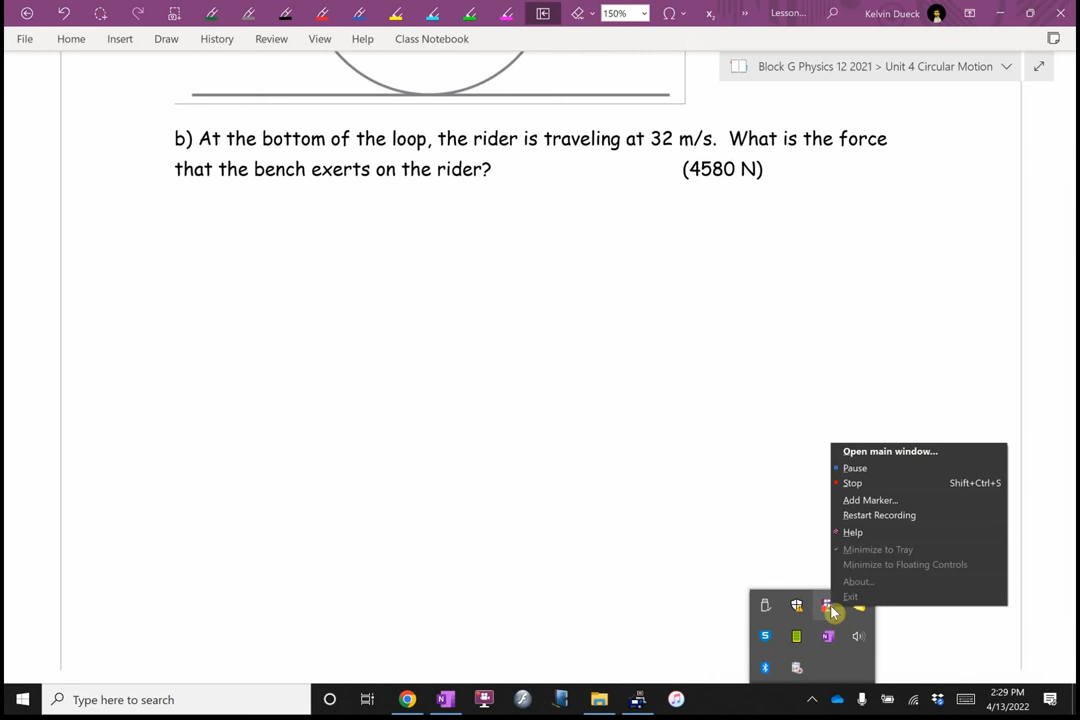 150%
x₂
Lesson...
Kelvin Dueck
File
Home
Insert
Draw
History
Review
View
Help
Class Notebook
Block G Physics 12 2021 > Unit 4 Circular Motion
b) At the bottom of the loop, the rider is traveling at 32 m/s. What is the force
that the bench exerts on the rider? (4580 N)
Open main window...
Pause
Stop Shift+Ctrl+S
Add Marker...
Restart Recording
Help
Minimize to Tray
Minimize to Floating Controls
About...
Exit
Type here to search
2:29 PM
4/13/2022